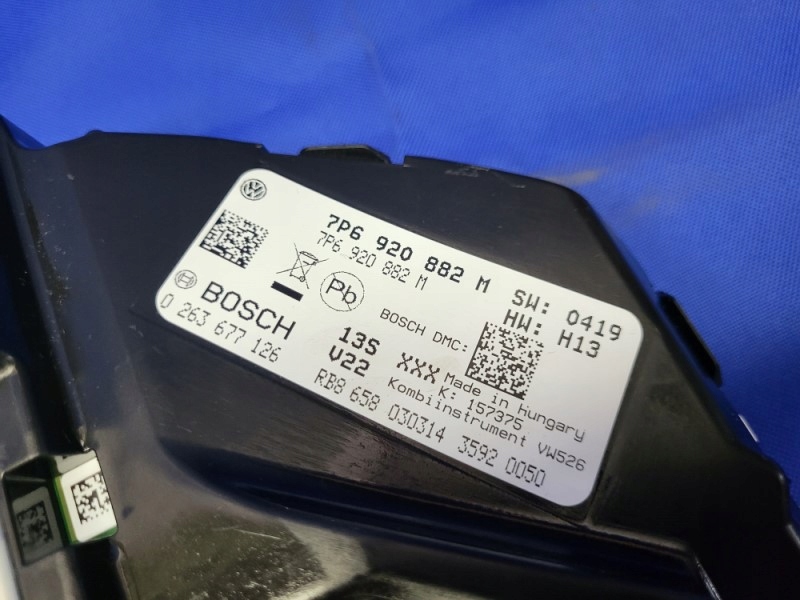 7P6 920 882 M SW: 0419
7P6 920 882 M HW: H13
Pb
BOSCH DMC:
BOSCH
0 263 677 126
13S XXX
V22
Made in Hungary
K: 157375
Kombiinstrument VW526
RB8 658 030314 3592 0050